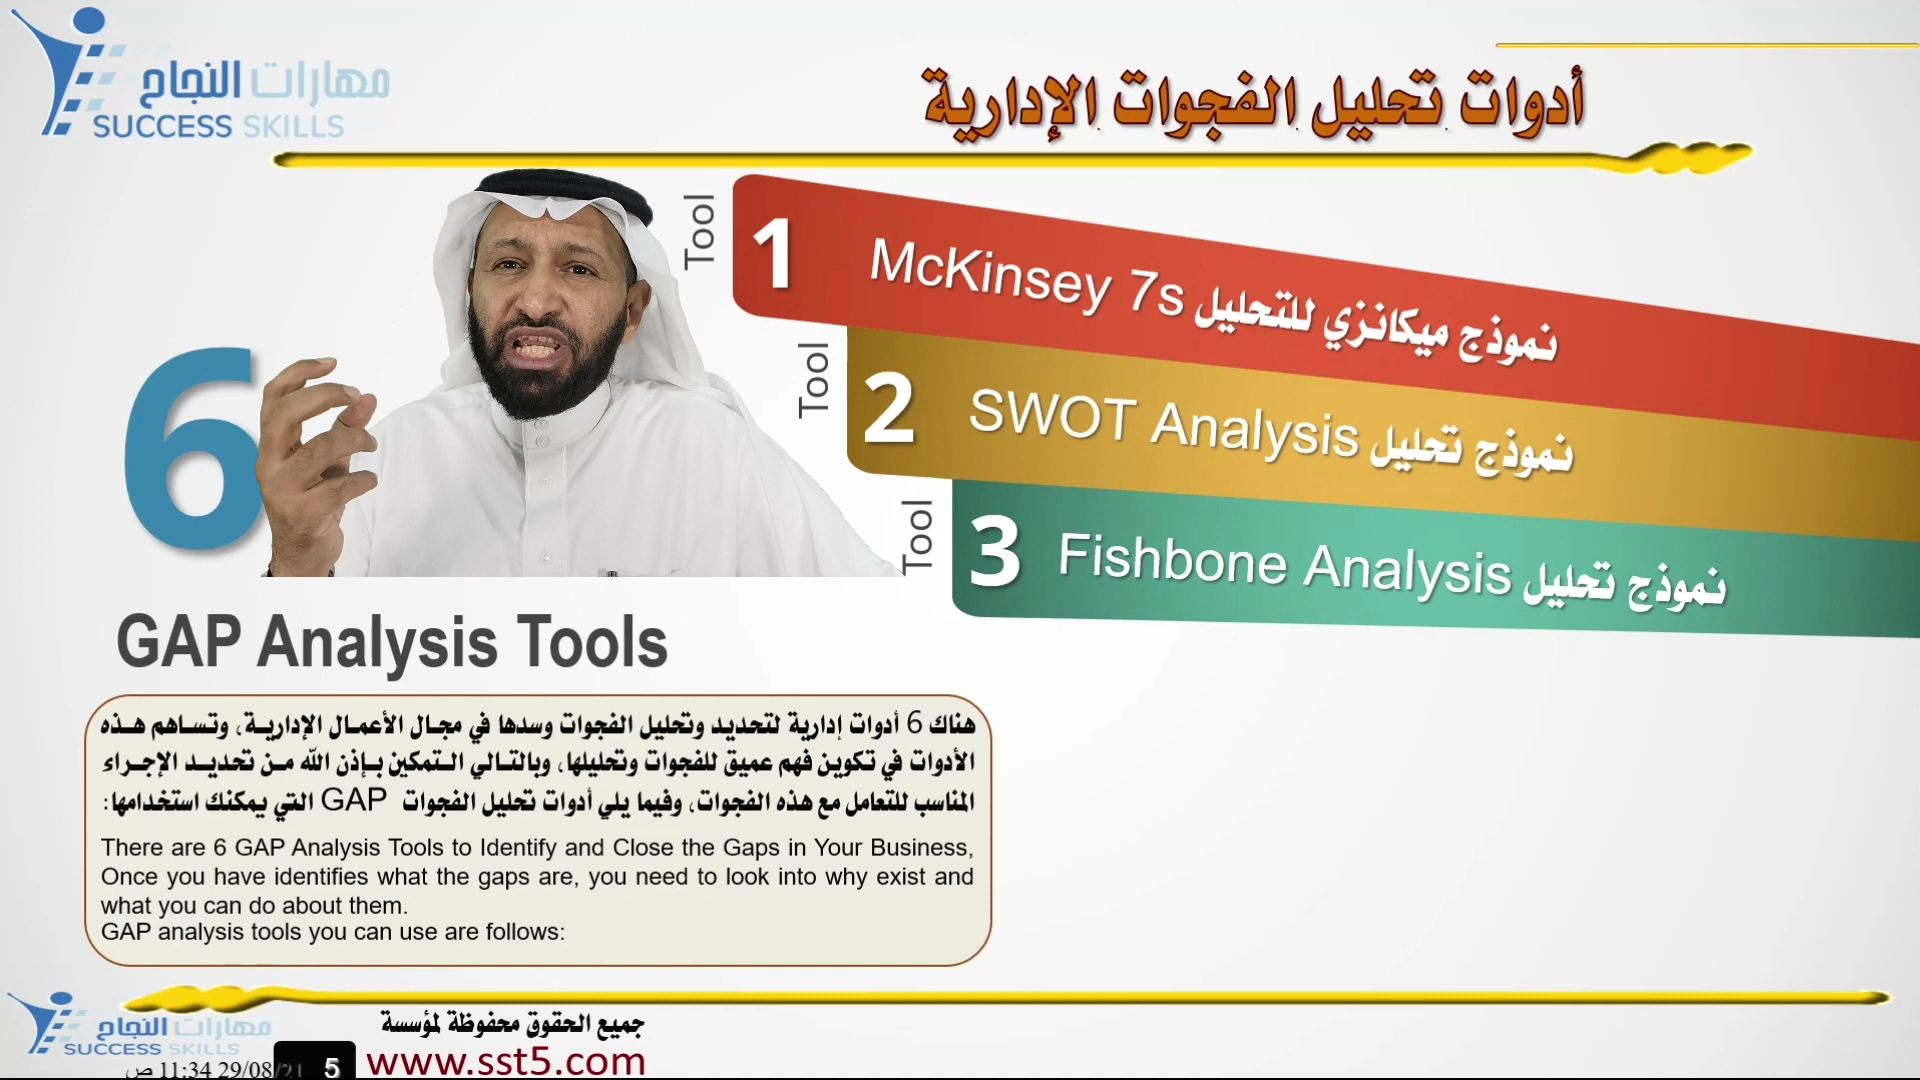 مهارات النجاح
SUCCESS SKILLS
أدوات تحليل الفجوات الإدارية
Tool
1
نموذج ميكانزي للتحليل McKinsey 7s
Tool
2
نموذج تحليل SWOT Analysis
Tool
3
نموذج تحليل Fishbone Analysis
6
GAP Analysis Tools
هناك 6 أدوات إدارية لتحديد وتحليل الفجوات وسدها في مجال الأعمال الإدارية، وتساهم هذه
الأدوات في تكوين فهم عميق للفجوات وتحليلها، وبالتالي التمكين بإذن الله من تحديد الإجراء
المناسب للتعامل مع هذه الفجوات، وفيما يلي أدوات تحليل الفجوات GAP التي يمكنك استخدامها:
There are 6 GAP Analysis Tools to Identify and Close the Gaps in Your Business,
Once you have identifies what the gaps are, you need to look into why exist and
what you can do about them.
GAP analysis tools you can use are follows:
مهارات النجاح
SUCCESS SKILLS
جميع الحقوق محفوظة لمؤسسة
www.sst5.com
5
29/08/21 11:34 ص